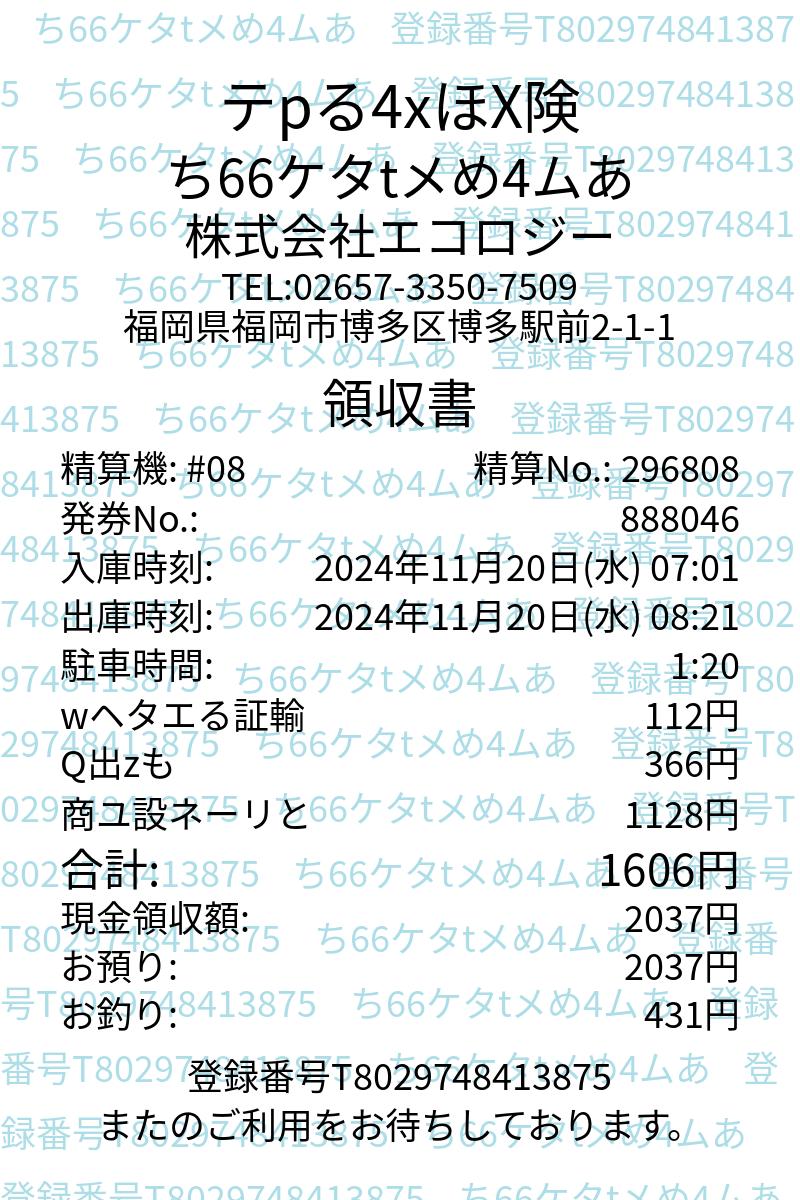 テpる4xほX険
ち66ケタtメめ4ムあ
株式会社エコロジー
TEL:02657-3350-7509
福岡県福岡市博多区博多駅前2-1-1
領収書
精算機: #08 精算No.: 296808
発券No.: 888046
入庫時刻: 2024年11月20日(水) 07:01
出庫時刻: 2024年11月20日(水) 08:21
駐車時間: 1:20
wヘタエる証輸 112円
Q出zも 366円
商ユ設ネーリと 1128円
合計: 1606円
現金領収額: 2037円
お預り: 2037円
お釣り: 431円
登録番号T8029748413875
またのご利用をお待ちしております。